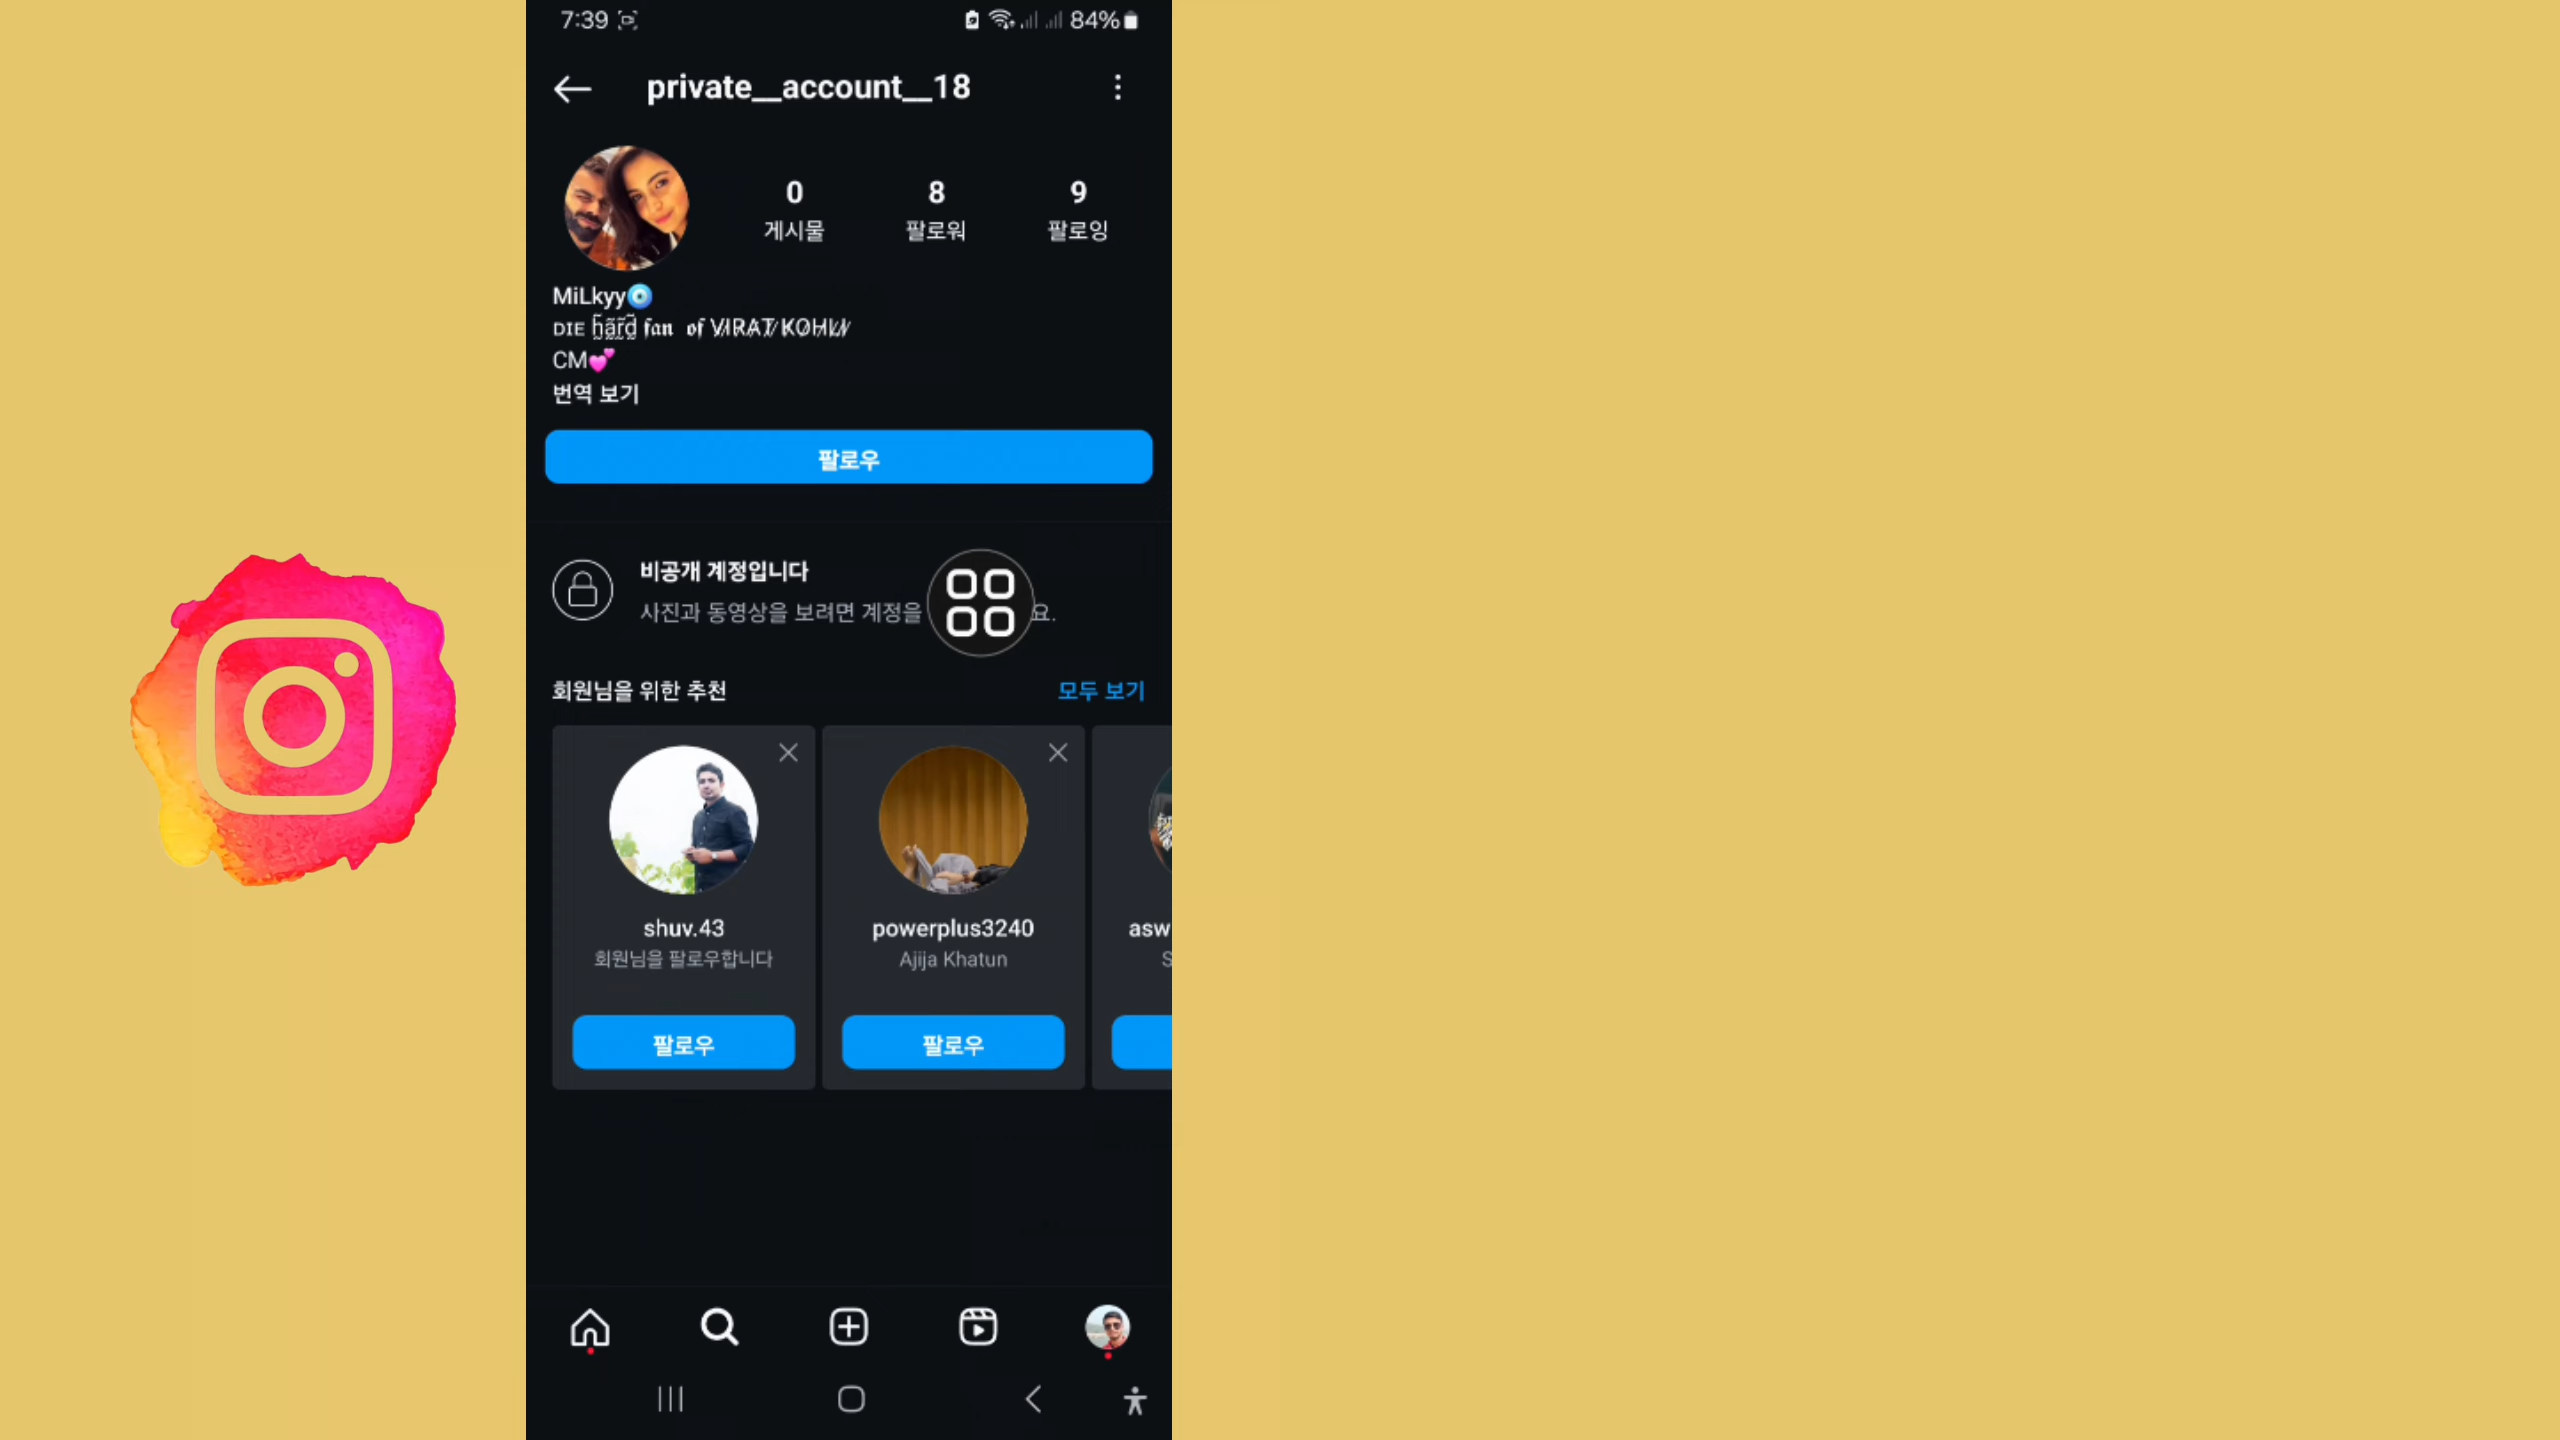 7:39 84%
private__account__18
0 8 9
게시물 팔로워 팔로잉
MiLkyy🧿
DIE hard fan of VIRAT KOHLI
CM💕
번역 보기
팔로우
비공개 계정입니다
사진과 동영상을 보려면 계정을 요.
회원님을 위한 추천 모두 보기
shuv.43 powerplus3240 asw
회원님을 팔로우합니다 Ajija Khatun S
팔로우 팔로우